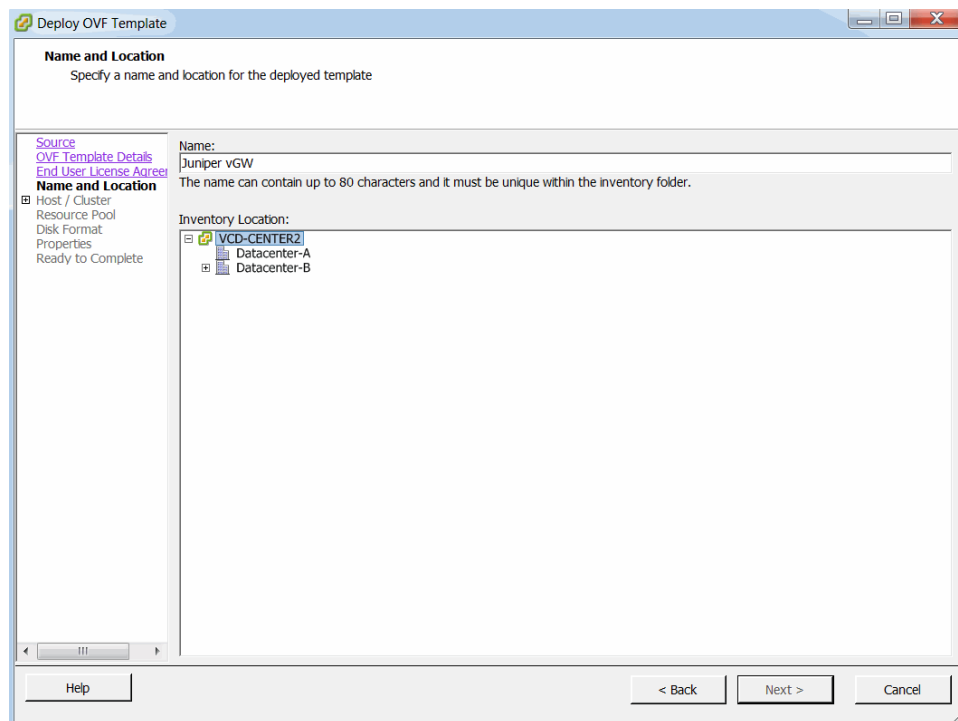 Deploy OVF Template
Name and Location
Specify a name and location for the deployed template
Source
OVF Template Details
End User License Agreer
Name and Location
Host / Cluster
Resource Pool
Disk Format
Properties
Ready to Complete
Name:
Juniper vGW
The name can contain up to 80 characters and it must be unique within the inventory folder.
Inventory Location:
VCD-CENTER2
Datacenter-A
Datacenter-B
Help
< Back
Next >
Cancel